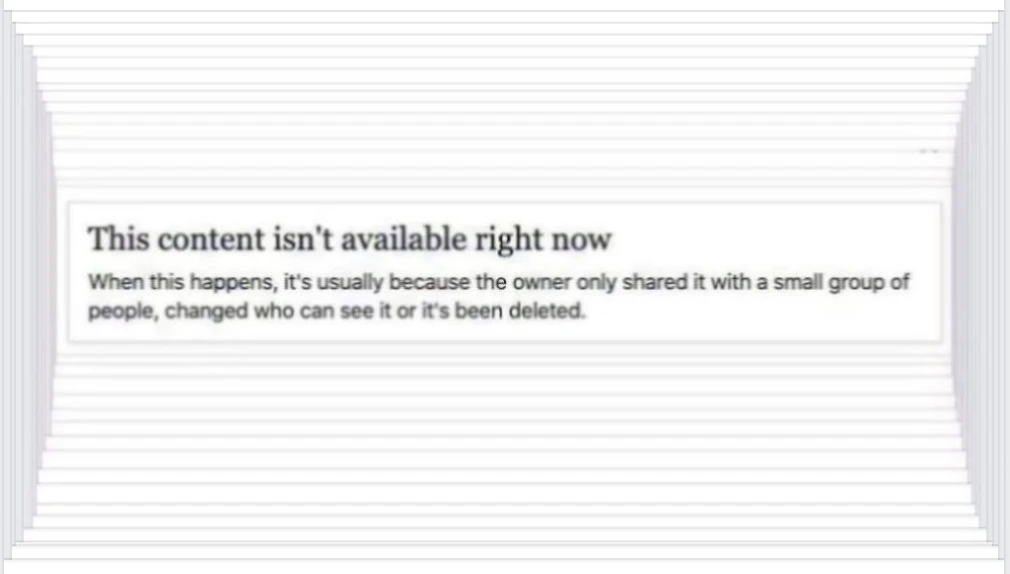 This content isn't available right now
When this happens, it's usually because the owner only shared it with a small group of
people, changed who can see it or it's been deleted.